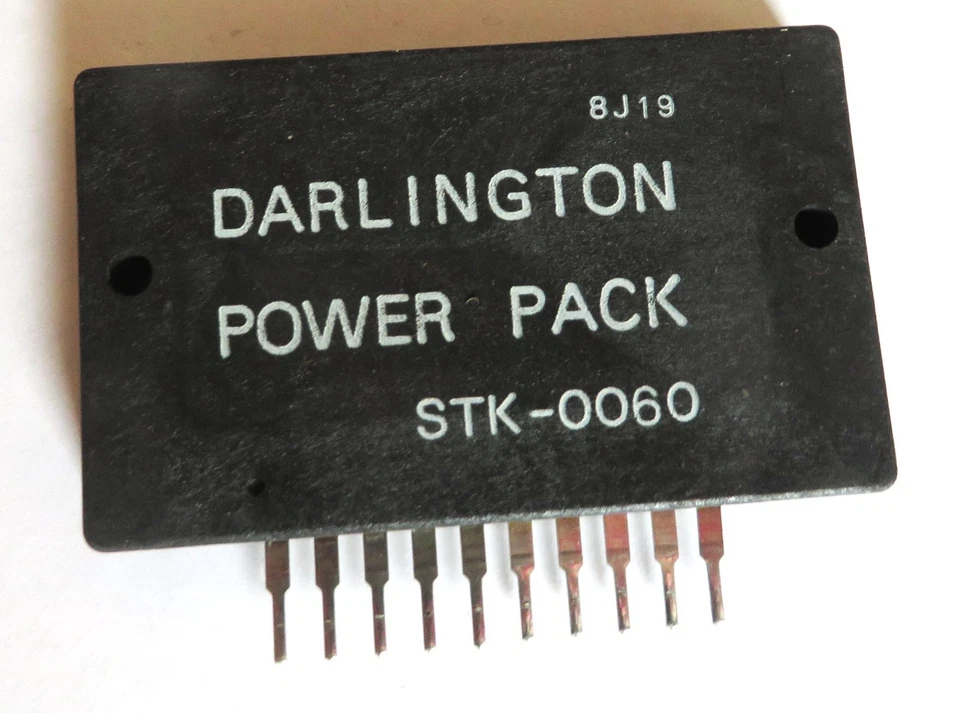 8J19
DARLINGTON
POWER PACK
STK-0060